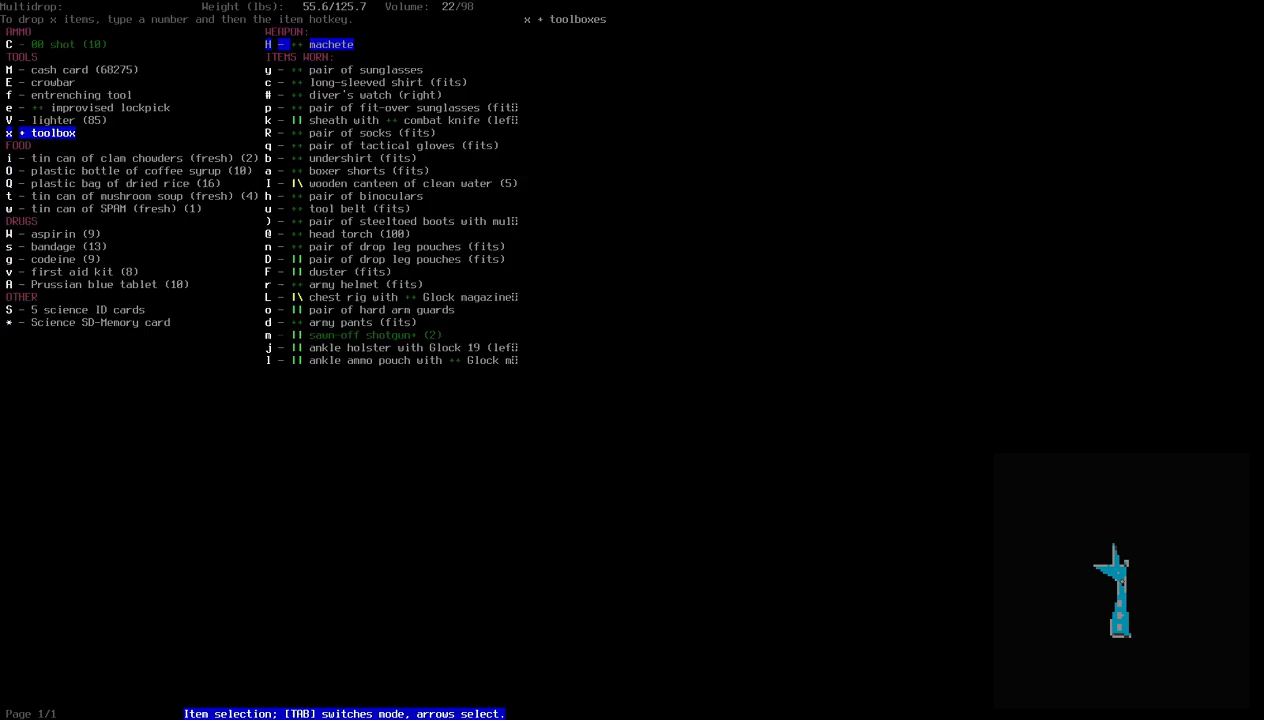 Multidrop: Weight (lbs): 55.6/125.7 Volume: 22/98
To drop x items, type a number and then the item hotkey. x + toolboxes
AMMO
C - 00 shot (10)
TOOLS
M - cash card (68275)
E - crowbar
f - entrenching tool
e - ++ improvised lockpick
V - lighter (85)
x + toolbox
FOOD
i - tin can of clam chowders (fresh) (2)
O - plastic bottle of coffee syrup (10)
Q - plastic bag of dried rice (16)
t - tin can of mushroom soup (fresh) (4)
w - tin can of SPAM (fresh) (1)
DRUGS
W - aspirin (9)
s - bandage (13)
g - codeine (9)
v - first aid kit (8)
A - Prussian blue tablet (10)
OTHER
S - 5 science ID cards
* - Science SD-Memory card
WEAPON:
H - ++ machete
ITEMS WORN:
y - ++ pair of sunglasses
c - ++ long-sleeved shirt (fits)
# - ++ diver's watch (right)
p - ++ pair of fit-over sunglasses (fit
k - || sheath with ++ combat knife (lef
R - ++ pair of socks (fits)
q - ++ pair of tactical gloves (fits)
b - ++ undershirt (fits)
a - ++ boxer shorts (fits)
I - |\ wooden canteen of clean water (5)
h - ++ pair of binoculars
u - ++ tool belt (fits)
) - ++ pair of steeltoed boots with mul
@ - ++ head torch (100)
n - ++ pair of drop leg pouches (fits)
D - || pair of drop leg pouches (fits)
F - || duster (fits)
r - ++ army helmet (fits)
L - |\ chest rig with ++ Glock magazine
o - || pair of hard arm guards
d - ++ army pants (fits)
m - || sawn-off shotgun+ (2)
j - || ankle holster with Glock 19 (lef
l - || ankle ammo pouch with ++ Glock m
Page 1/1 Item selection; [TAB] switches mode, arrows select.